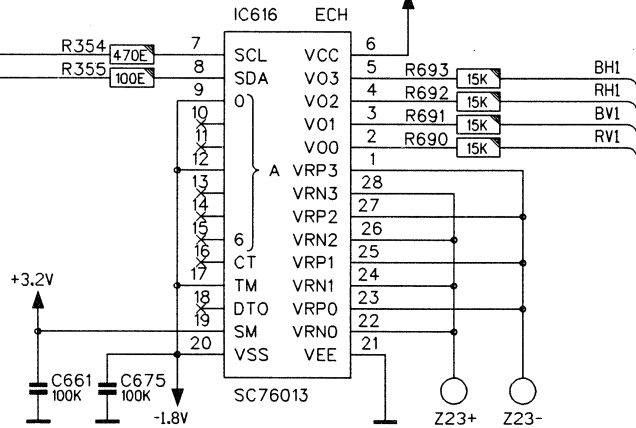 IC616 ECH
R354 470E 7 SCL VCC 6
R355 100E 8 SDA VO3 5 R693 15K BH1
9 0 VO2 4 R692 15K RH1
10 VO1 3 R691 15K BV1
11 VO0 2 R690 15K RV1
12 A VRP3 1
13 VRN3 28
14 VRP2 27
15 6 VRN2 26
16 CT VRP1 25
+3.2V 17 TM VRN1 24
18 DTO VRP0 23
19 SM VRN0 22
20 VSS VEE 21
C661 100K C675 100K
-1.8V SC76013 Z23+ Z23-